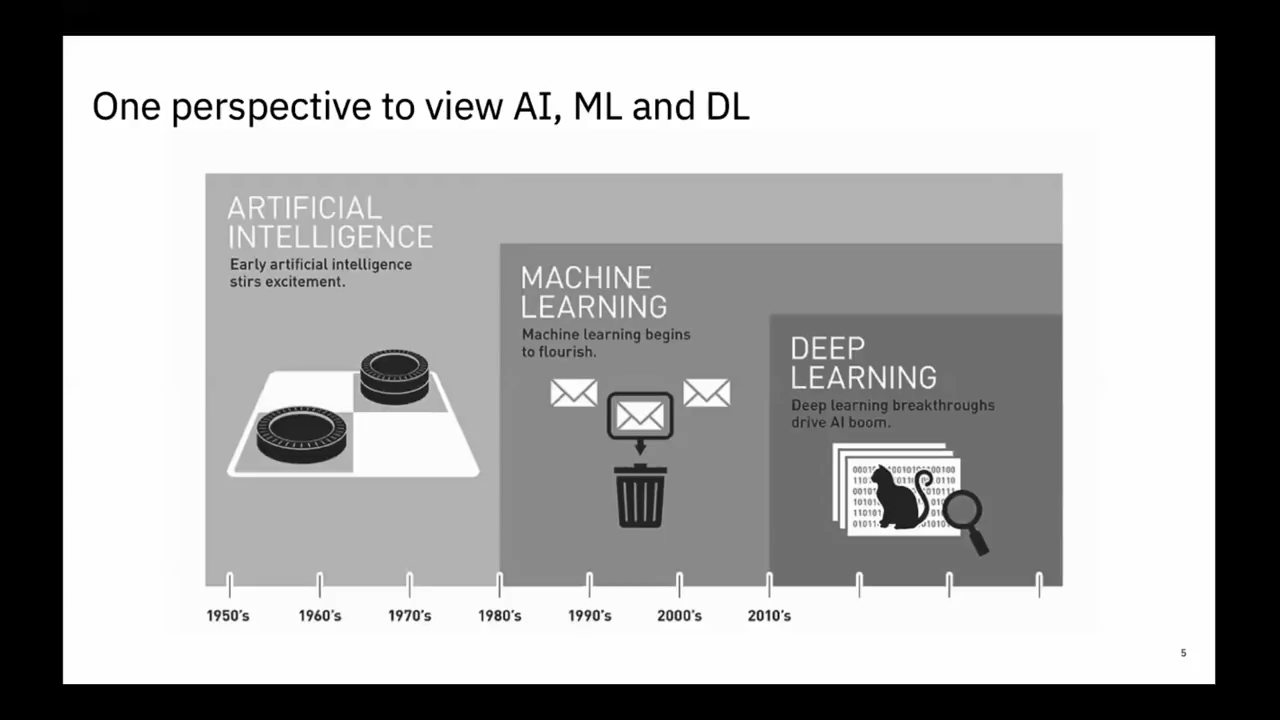 One perspective to view AI, ML and DL
ARTIFICIAL
INTELLIGENCE
Early artificial intelligence
stirs excitement.
MACHINE
LEARNING
Machine learning begins
to flourish.
DEEP
LEARNING
Deep learning breakthroughs
drive AI boom.
1950's
1960's
1970's
1980's
1990's
2000's
2010's
5